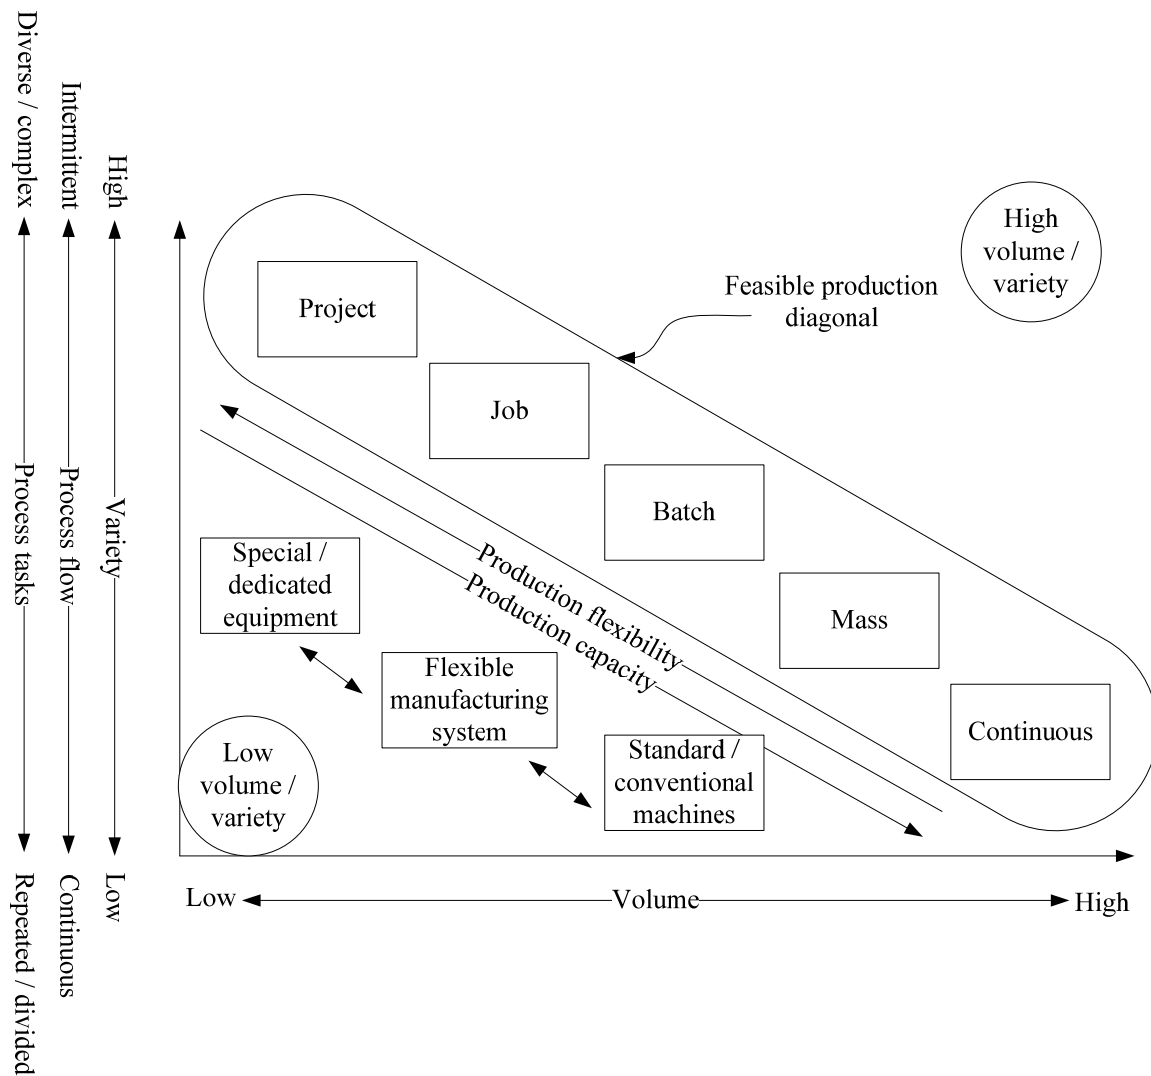 Diverse / complex
Process tasks
Repeated / divided
Intermittent
Process flow
Continuous
High
Variety
Low
Project
Job
Batch
Mass
Continuous
Feasible production
diagonal
High
volume /
variety
Production flexibility
Production capacity
Special /
dedicated
equipment
Flexible
manufacturing
system
Standard /
conventional
machines
Low
volume /
variety
Low
Volume
High